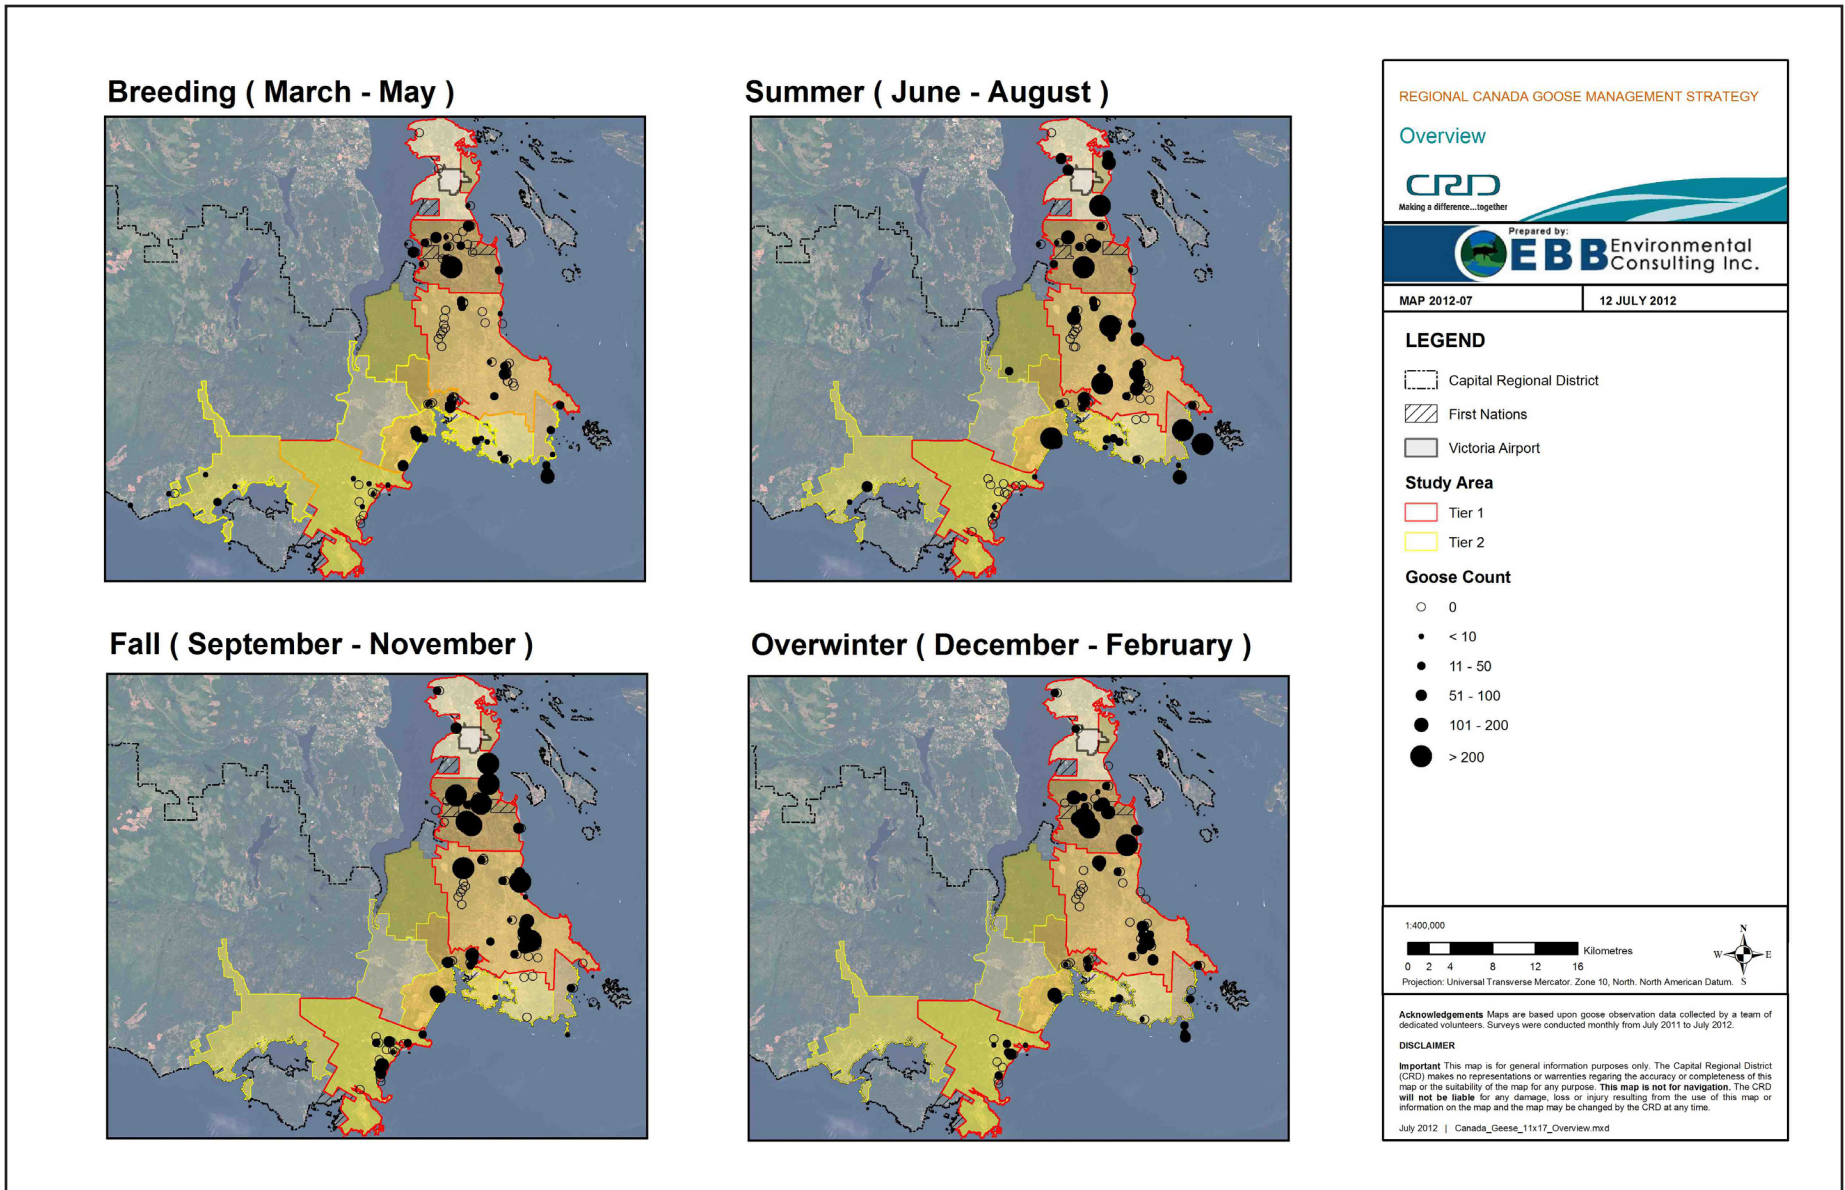 Breeding ( March - May )
Summer ( June - August )
Fall ( September - November )
Overwinter ( December - February )
REGIONAL CANADA GOOSE MANAGEMENT STRATEGY
Overview
CRD
Making a difference...together
Prepared by:
EBB Environmental
Consulting Inc.
MAP 2012-07
12 JULY 2012
LEGEND
Capital Regional District
First Nations
Victoria Airport
Study Area
Tier 1
Tier 2
Goose Count
0
< 10
11 - 50
51 - 100
101 - 200
> 200
1:400,000
Kilometres
0 2 4 8 12 16
N
W E
S
Projection: Universal Transverse Mercator. Zone 10, North. North American Datum.
Acknowledgements Maps are based upon goose observation data collected by a team of
dedicated volunteers. Surveys were conducted monthly from July 2011 to July 2012.
DISCLAIMER
Important This map is for general information purposes only. The Capital Regional District
(CRD) makes no representations or warrenties regaring the accuracy or completeness of this
map or the suitability of the map for any purpose. This map is not for navigation. The CRD
will not be liable for any damage, loss or injury resulting from the use of this map or
information on the map and the map may be changed by the CRD at any time.
July 2012 | Canada_Geese_11x17_Overview.mxd